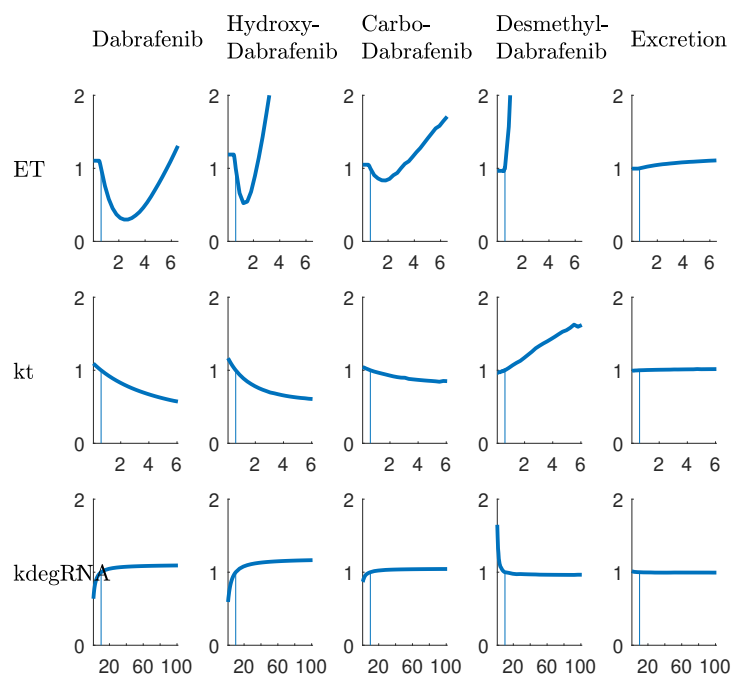 Dabrafenib Hydroxy-Dabrafenib Carbo-Dabrafenib Desmethyl-Dabrafenib Excretion
ET
2 2 2 2 2
1 1 1 1 1
0 0 0 0 0
2 4 6 2 4 6 2 4 6 2 4 6 2 4 6
kt
2 2 2 2 2
1 1 1 1 1
0 0 0 0 0
2 4 6 2 4 6 2 4 6 2 4 6 2 4 6
kdegRNA
2 2 2 2 2
1 1 1 1 1
0 0 0 0 0
20 60 100 20 60 100 20 60 100 20 60 100 20 60 100